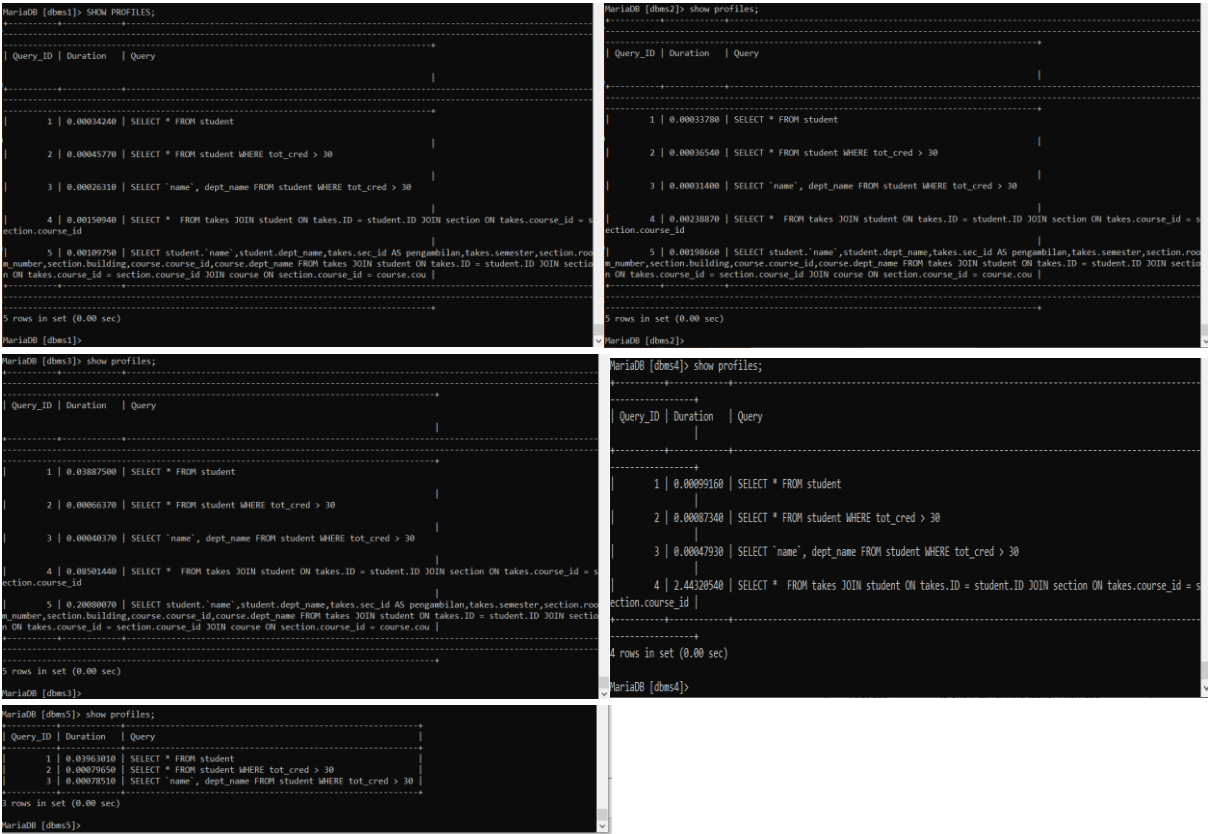 MariaDB [dbms1]> SHOW PROFILES;
| Query_ID | Duration | Query |
| 1 | 0.00034240 | SELECT * FROM student |
| 2 | 0.00045770 | SELECT * FROM student WHERE tot_cred > 30 |
| 3 | 0.00026310 | SELECT `name`, dept_name FROM student WHERE tot_cred > 30 |
| 4 | 0.00150940 | SELECT *  FROM takes JOIN student ON takes.ID = student.ID JOIN section ON takes.course_id = s
ection.course_id |
| 5 | 0.00109750 | SELECT student.`name`,student.dept_name,takes.sec_id AS pengambilan,takes.semester,section.roo
m_number,section.building,course.course_id,course.dept_name FROM takes JOIN student ON takes.ID = student.ID JOIN sectio
n ON takes.course_id = section.course_id JOIN course ON section.course_id = course.cou |
5 rows in set (0.00 sec)
MariaDB [dbms1]>
MariaDB [dbms2]> show profiles;
| Query_ID | Duration | Query |
| 1 | 0.00033780 | SELECT * FROM student |
| 2 | 0.00036540 | SELECT * FROM student WHERE tot_cred > 30 |
| 3 | 0.00031400 | SELECT `name`, dept_name FROM student WHERE tot_cred > 30 |
| 4 | 0.00238870 | SELECT *  FROM takes JOIN student ON takes.ID = student.ID JOIN section ON takes.course_id = s
ection.course_id |
| 5 | 0.00198660 | SELECT student.`name`,student.dept_name,takes.sec_id AS pengambilan,takes.semester,section.roo
m_number,section.building,course.course_id,course.dept_name FROM takes JOIN student ON takes.ID = student.ID JOIN sectio
n ON takes.course_id = section.course_id JOIN course ON section.course_id = course.cou |
5 rows in set (0.00 sec)
MariaDB [dbms2]>
MariaDB [dbms3]> show profiles;
| Query_ID | Duration | Query |
| 1 | 0.03887500 | SELECT * FROM student |
| 2 | 0.00066370 | SELECT * FROM student WHERE tot_cred > 30 |
| 3 | 0.00040370 | SELECT `name`, dept_name FROM student WHERE tot_cred > 30 |
| 4 | 0.08501440 | SELECT *  FROM takes JOIN student ON takes.ID = student.ID JOIN section ON takes.course_id = s
ection.course_id |
| 5 | 0.20080070 | SELECT student.`name`,student.dept_name,takes.sec_id AS pengambilan,takes.semester,section.roo
m_number,section.building,course.course_id,course.dept_name FROM takes JOIN student ON takes.ID = student.ID JOIN sectio
n ON takes.course_id = section.course_id JOIN course ON section.course_id = course.cou |
5 rows in set (0.00 sec)
MariaDB [dbms3]>
MariaDB [dbms4]> show profiles;
| Query_ID | Duration | Query |
| 1 | 0.00099160 | SELECT * FROM student |
| 2 | 0.00087340 | SELECT * FROM student WHERE tot_cred > 30 |
| 3 | 0.00047930 | SELECT `name`, dept_name FROM student WHERE tot_cred > 30 |
| 4 | 2.44320540 | SELECT *  FROM takes JOIN student ON takes.ID = student.ID JOIN section ON takes.course_id = s
ection.course_id |
4 rows in set (0.00 sec)
MariaDB [dbms4]>
MariaDB [dbms5]> show profiles;
| Query_ID | Duration | Query |
| 1 | 0.03963010 | SELECT * FROM student |
| 2 | 0.00079650 | SELECT * FROM student WHERE tot_cred > 30 |
| 3 | 0.00078510 | SELECT `name`, dept_name FROM student WHERE tot_cred > 30 |
3 rows in set (0.00 sec)
MariaDB [dbms5]>